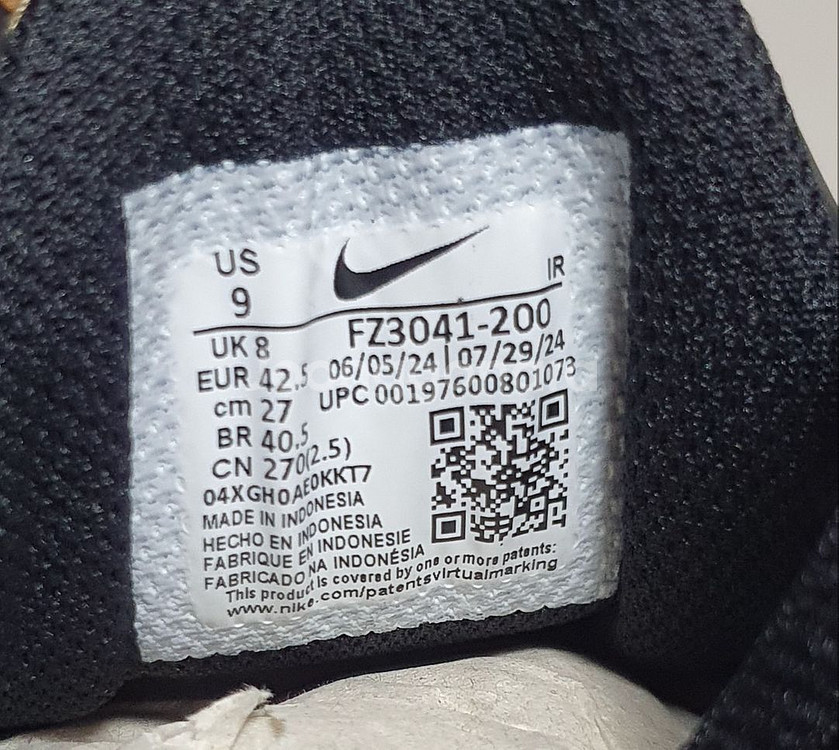 US
9
IR
UK 8
FZ3041-200
EUR 42.5
06/05/24 | 07/29/24
cm 27
UPC 00197600801073
BR 40.5
CN 270(2.5)
04XGH0AE0KKT7
MADE IN INDONESIA
HECHO EN INDONESIA
FABRIQUE EN INDONESIE
FABRICADO NA INDONÉSIA
This product is covered by one or more patents:
www.nike.com/patentsvirtualmarking